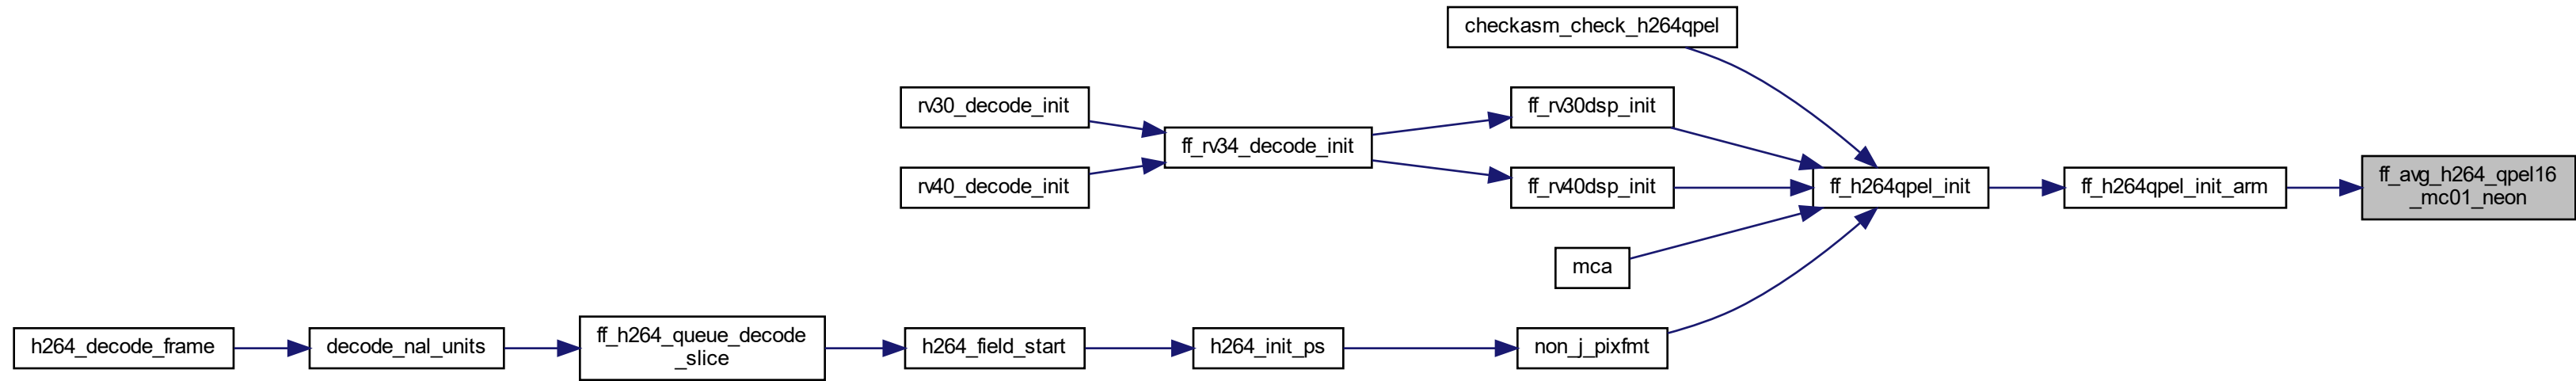 checkasm_check_h264qpel
rv30_decode_init
ff_rv30dsp_init
ff_rv34_decode_init
rv40_decode_init
ff_rv40dsp_init
ff_h264qpel_init
ff_h264qpel_init_arm
ff_avg_h264_qpel16
_mc01_neon
mca
h264_decode_frame
decode_nal_units
ff_h264_queue_decode
_slice
h264_field_start
h264_init_ps
non_j_pixfmt